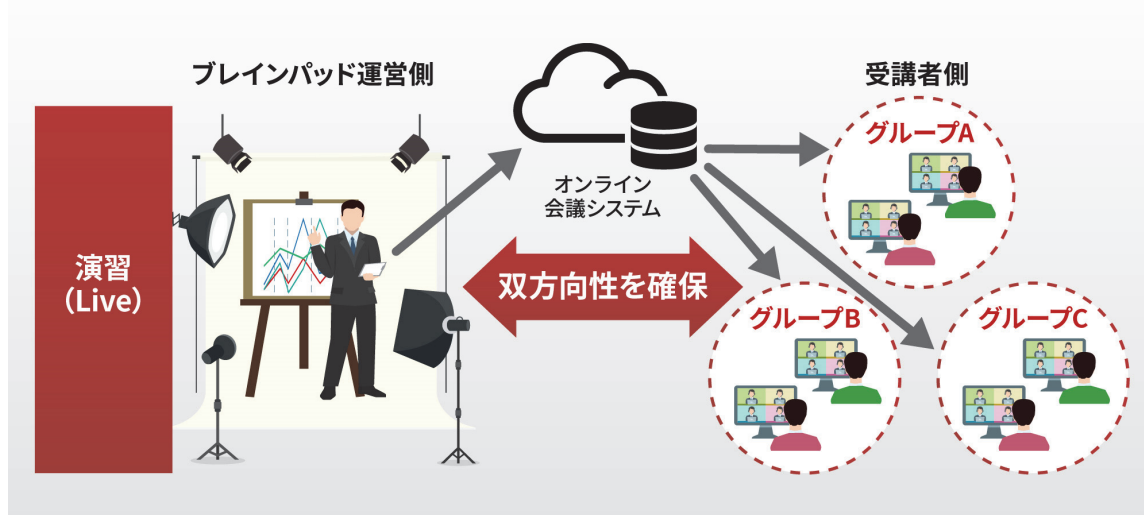 ブレインパッド運営側
受講者側
演習
（Live）
オンライン
会議システム
双方向性を確保
グループA
グループB
グループC